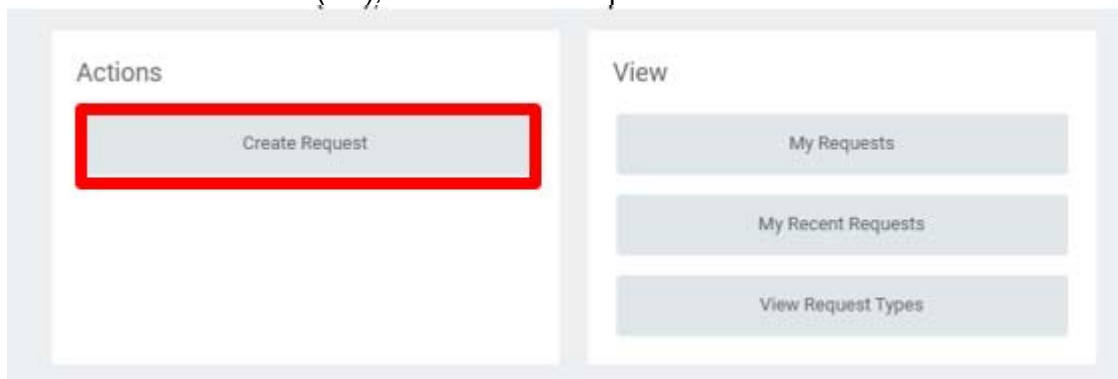 Actions
Create Request
View
My Requests
My Recent Requests
View Request Types